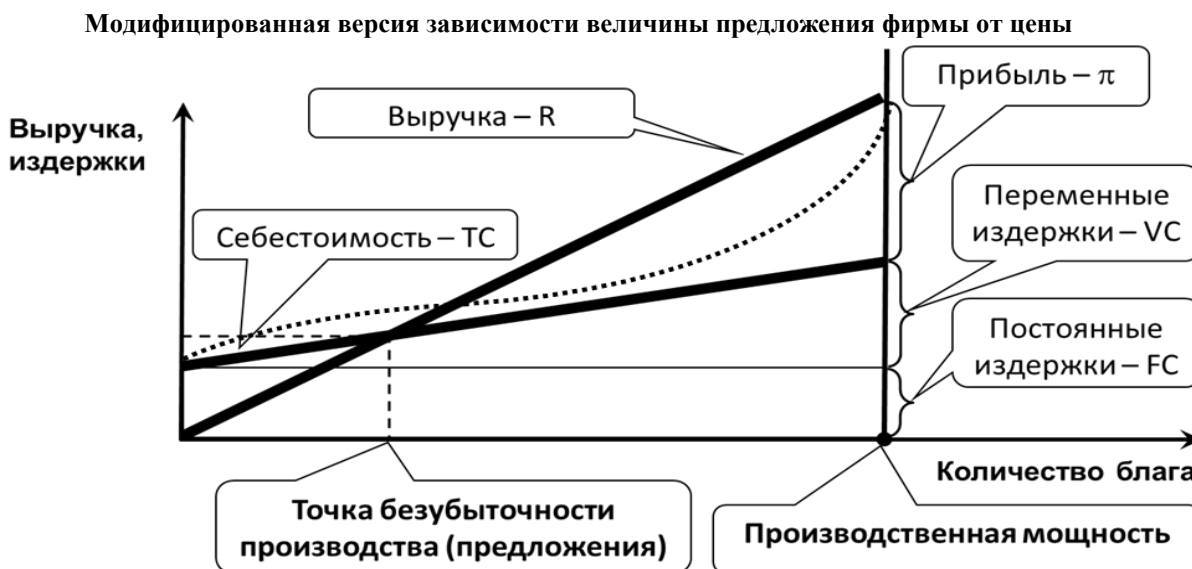 Модифицированная версия зависимости величины предложения фирмы от цены
Прибыль – π
Выручка – R
Выручка,
издержки
Переменные
издержки – VC
Себестоимость – TC
Постоянные
издержки – FC
Количество блага
Точка безубыточности
производства (предложения)
Производственная мощность